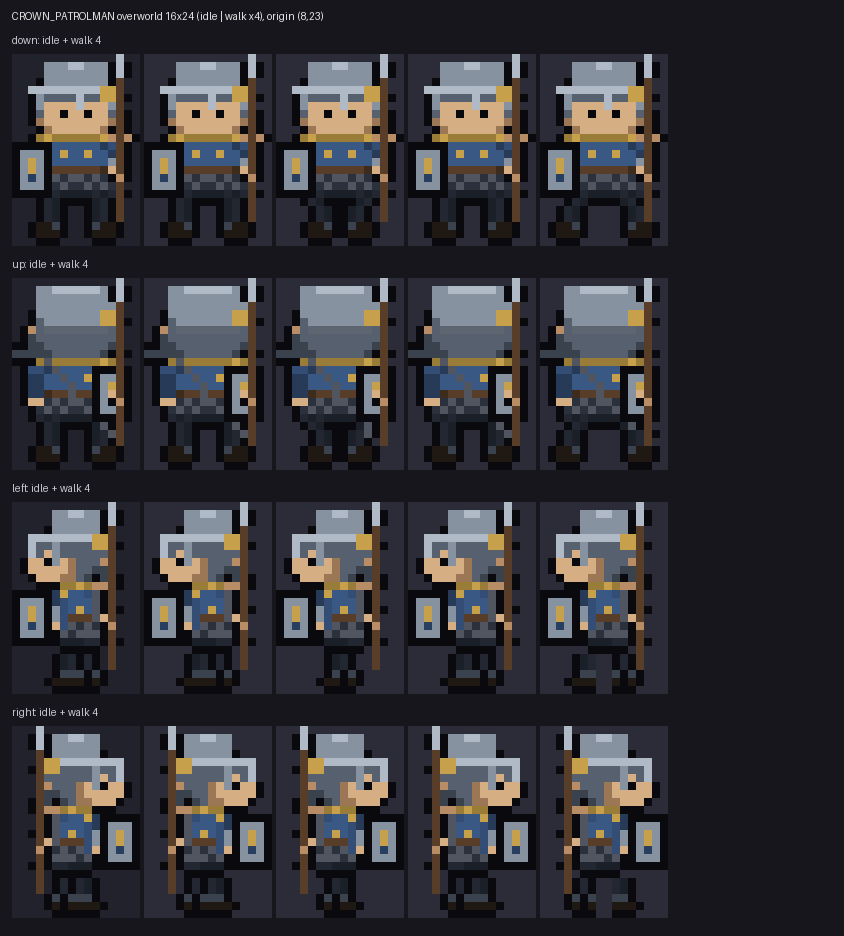 CROWN_PATROLMAN overworld 16x24 (idle | walk x4), origin (8,23)
down: idle + walk 4
up: idle + walk 4
left: idle + walk 4
right: idle + walk 4